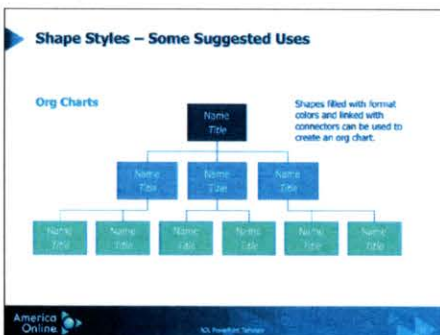 Shape Styles – Some Suggested Uses
Org Charts
Shapes filled with format
colors and linked with
connectors can be used to
create an org chart.
Name
Title
Name
Title
Name
Title
Name
Title
Name
Title
Name
Title
Name
Title
Name
Title
Name
Title
Name
Title
America
Online